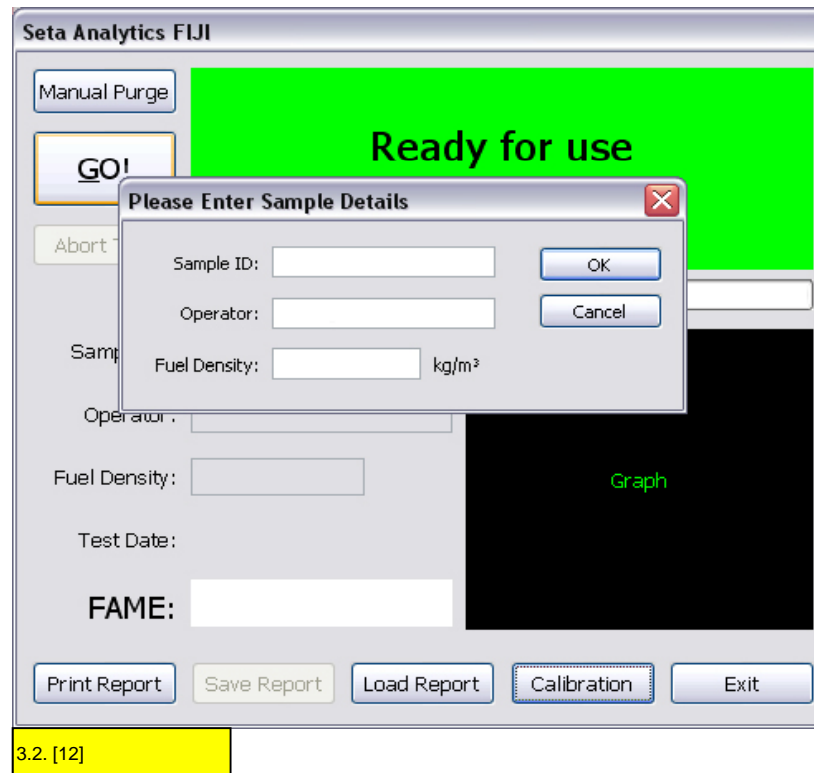 Seta Analytics FIJI
Manual Purge
Ready for use
GO!
Please Enter Sample Details
Abort
Sample ID:
OK
Operator:
Cancel
Fuel Density:
kg/m³
Operator:
Fuel Density:
Graph
Test Date:
FAME:
Print Report
Save Report
Load Report
Calibration
Exit
3.2. [12]